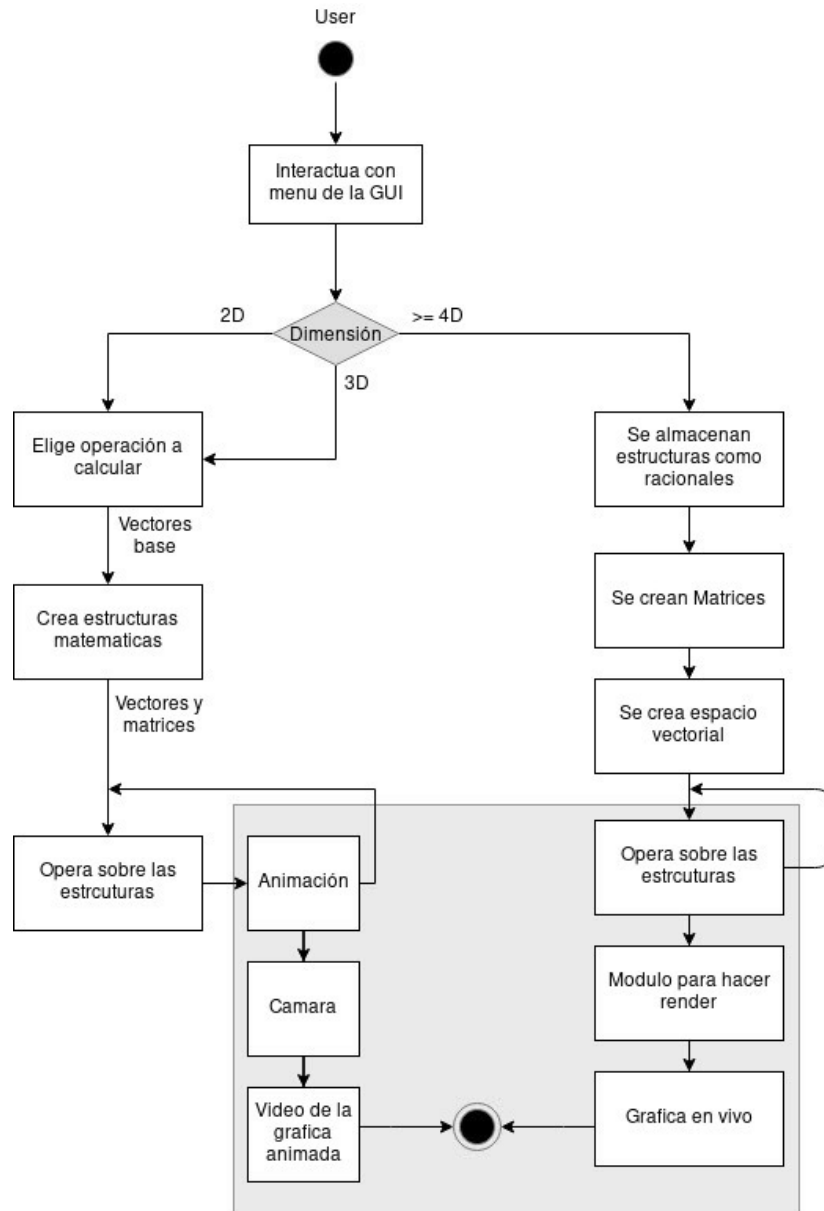 User
Interactua con
menu de la GUI
2D
>= 4D
Dimensión
3D
Elige operación a
calcular
Se almacenan
estructuras como
racionales
Vectores
base
Crea estructuras
matematicas
Se crean Matrices
Vectores y
matrices
Se crea espacio
vectorial
Opera sobre las
estrcuturas
Animación
Opera sobre las
estrcuturas
Camara
Modulo para hacer
render
Video de la
grafica
animada
Grafica en vivo